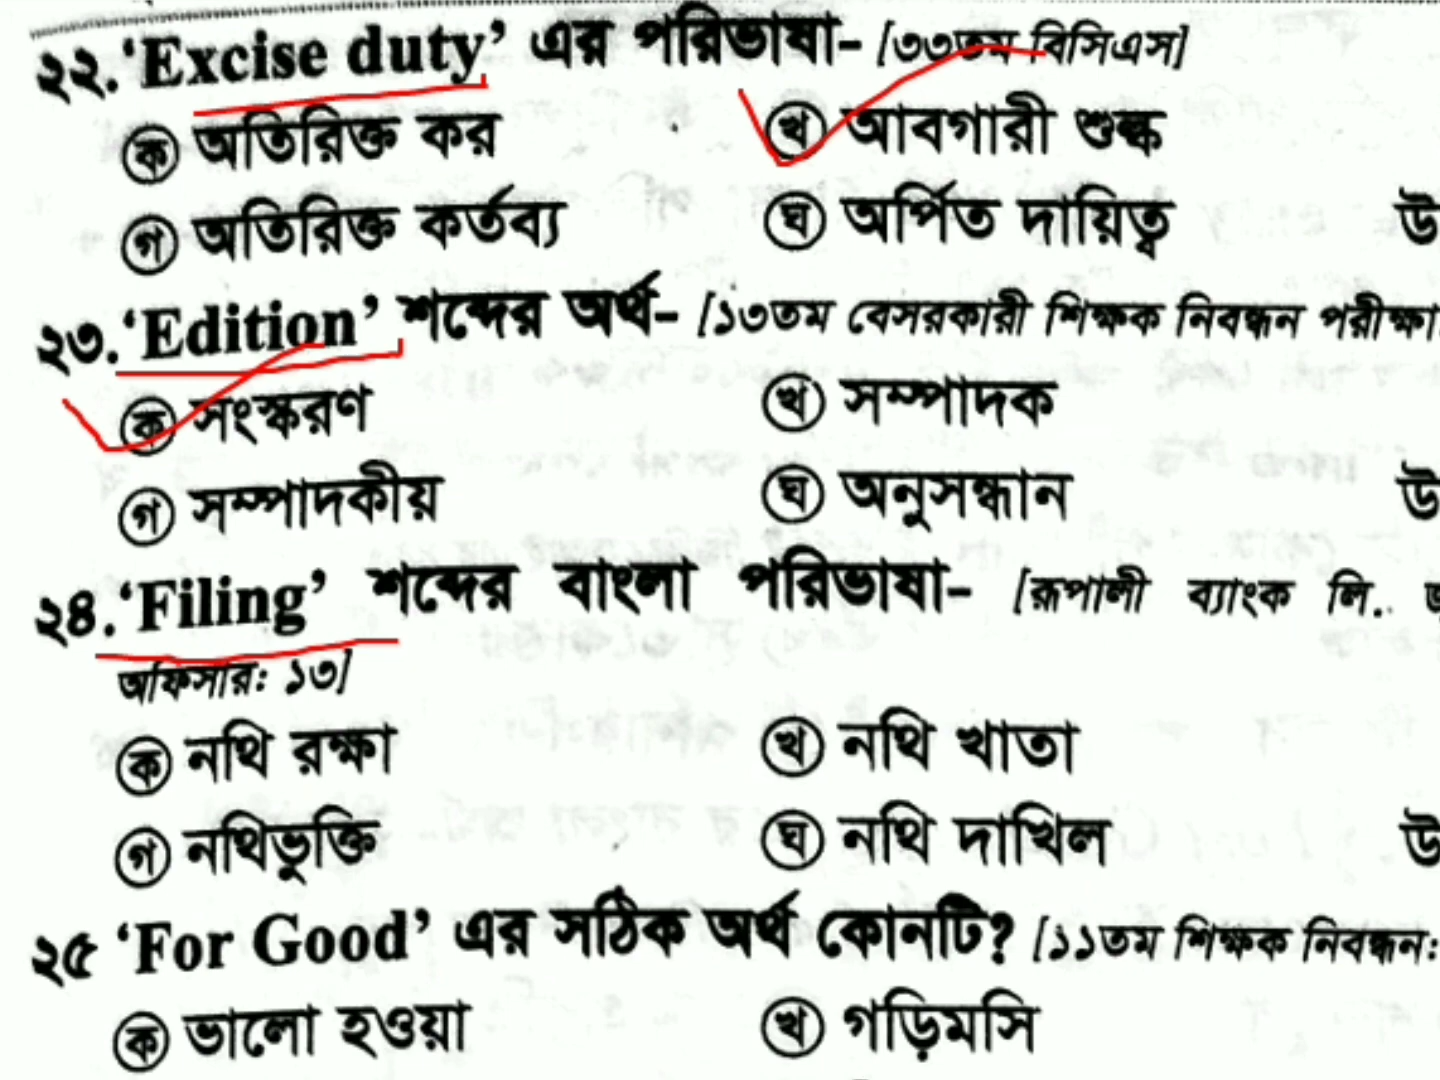 ২২.‘Excise duty’ এর পরিভাষা- [৩৩তম বিসিএস]
ক অতিরিক্ত কর খ আবগারী শুল্ক
গ অতিরিক্ত কর্তব্য ঘ অর্পিত দায়িত্ব উ
২৩.‘Edition’ শব্দের অর্থ- [১৩তম বেসরকারী শিক্ষক নিবন্ধন পরীক্ষা
ক সংস্করণ খ সম্পাদক
গ সম্পাদকীয় ঘ অনুসন্ধান উ
২৪.‘Filing’ শব্দের বাংলা পরিভাষা- [রূপালী ব্যাংক লি..
অফিসার: ১৩]
ক নথি রক্ষা খ নথি খাতা
গ নথিভুক্তি ঘ নথি দাখিল উ
২৫ ‘For Good’ এর সঠিক অর্থ কোনটি? [১১তম শিক্ষক নিবন্ধন:
ক ভালো হওয়া খ গড়িমসি